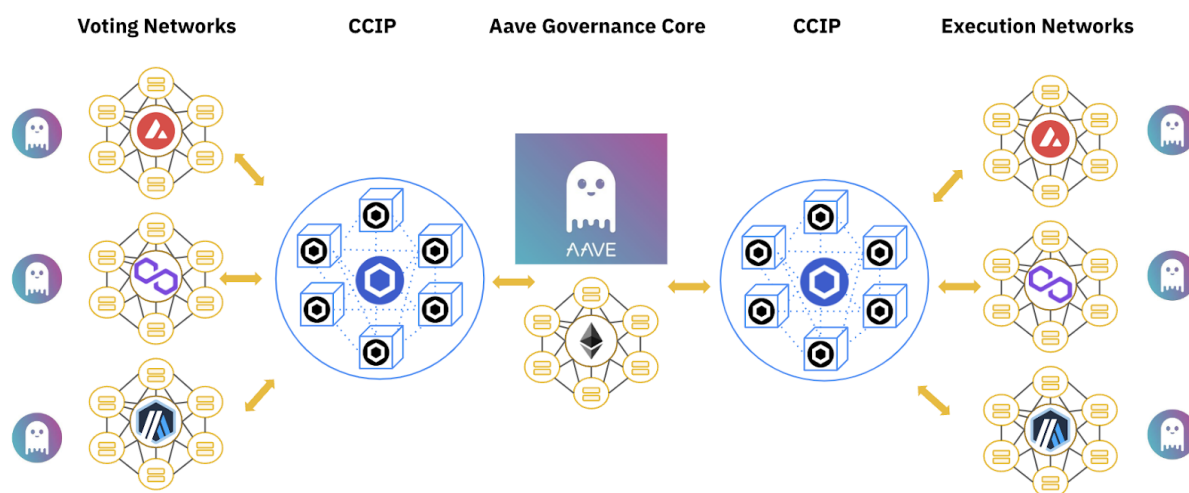 Voting Networks
CCIP
Aave Governance Core
CCIP
Execution Networks
AAVE